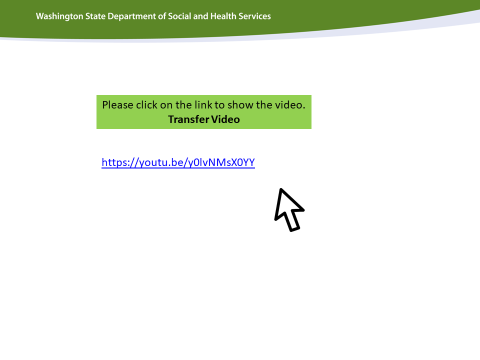 Washington State Department of Social and Health Services
Please click on the link to show the video.
Transfer Video
https://youtu.be/y0lvNMsX0YY